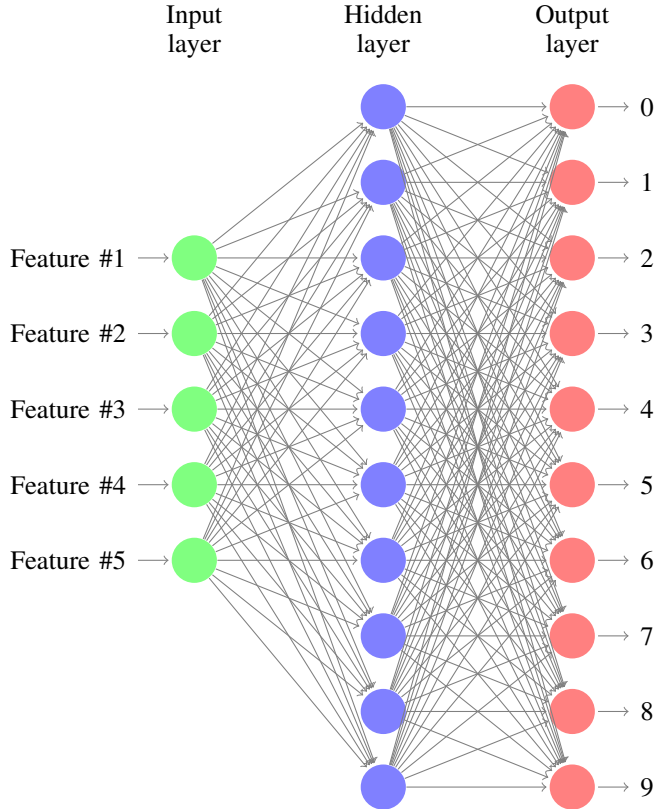 Input
layer
Hidden
layer
Output
layer
0
1
Feature #1
2
Feature #2
3
Feature #3
4
Feature #4
5
Feature #5
6
7
8
9